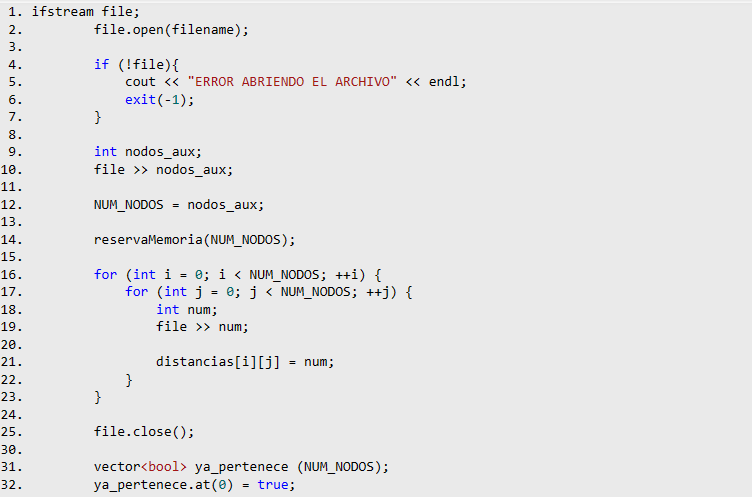 1. ifstream file;
2. file.open(filename);
3.
4. if (!file){
5. cout << "ERROR ABRIENDO EL ARCHIVO" << endl;
6. exit(-1);
7. }
8.
9. int nodos_aux;
10. file >> nodos_aux;
11.
12. NUM_NODOS = nodos_aux;
13.
14. reservaMemoria(NUM_NODOS);
15.
16. for (int i = 0; i < NUM_NODOS; ++i) {
17. for (int j = 0; j < NUM_NODOS; ++j) {
18. int num;
19. file >> num;
20.
21. distancias[i][j] = num;
22. }
23. }
24.
25. file.close();
30.
31. vector<bool> ya_pertenece (NUM_NODOS);
32. ya_pertenece.at(0) = true;